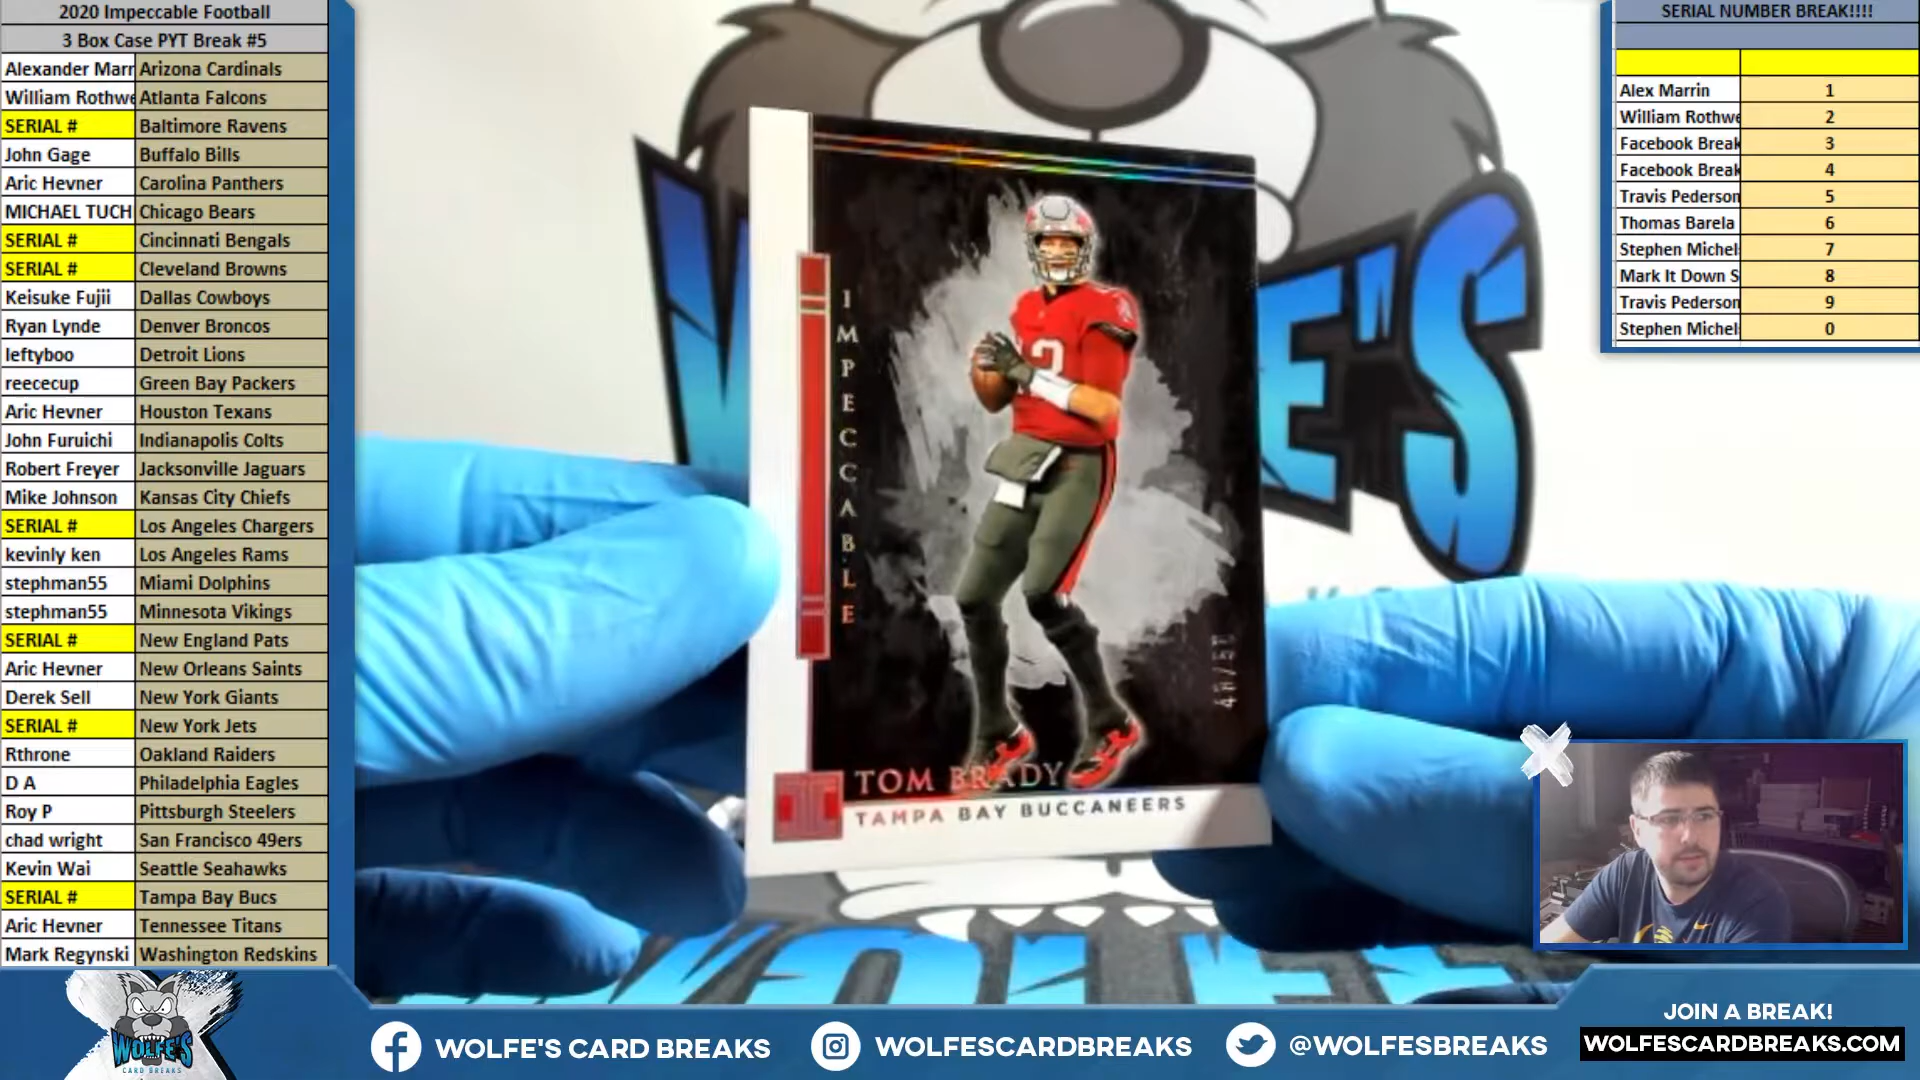 2020 Impeccable Football
3 Box Case PYT Break #5
Alexander Marr Arizona Cardinals
William Rothwe Atlanta Falcons
SERIAL # Baltimore Ravens
John Gage Buffalo Bills
Aric Hevner Carolina Panthers
MICHAEL TUCH Chicago Bears
SERIAL # Cincinnati Bengals
SERIAL # Cleveland Browns
Keisuke Fujii Dallas Cowboys
Ryan Lynde Denver Broncos
leftyboo Detroit Lions
reececup Green Bay Packers
Aric Hevner Houston Texans
John Furuichi Indianapolis Colts
Robert Freyer Jacksonville Jaguars
Mike Johnson Kansas City Chiefs
SERIAL # Los Angeles Chargers
kevinly ken Los Angeles Rams
stephman55 Miami Dolphins
stephman55 Minnesota Vikings
SERIAL # New England Pats
Aric Hevner New Orleans Saints
Derek Sell New York Giants
SERIAL # New York Jets
Rthrone Oakland Raiders
D A Philadelphia Eagles
Roy P Pittsburgh Steelers
chad wright San Francisco 49ers
Kevin Wai Seattle Seahawks
SERIAL # Tampa Bay Bucs
Aric Hevner Tennessee Titans
Mark Regynski Washington Redskins
SERIAL NUMBER BREAK!!!!
Alex Marrin 1
William Rothwe 2
Facebook Break 3
Facebook Break 4
Travis Pederson 5
Thomas Barela 6
Stephen Michel 7
Mark It Down S 8
Travis Pederson 9
Stephen Michel 0
IMPECCABLE
12
TOM BRADY
TAMPA BAY BUCCANEERS
WOLFE'S
CARD BREAKS
WOLFE'S CARD BREAKS
WOLFESCARDBREAKS
@WOLFESBREAKS
JOIN A BREAK!
WOLFESCARDBREAKS.COM